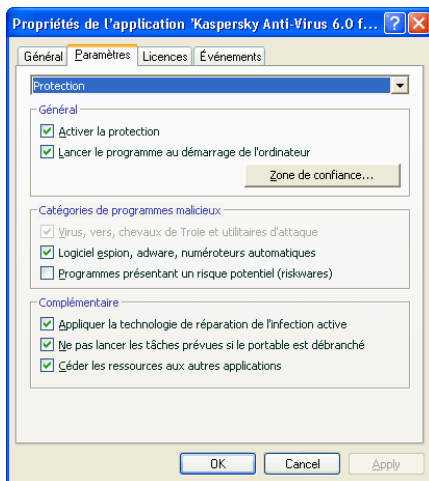 Propriétés de l'application 'Kaspersky Anti-Virus 6.0 f...
Général Paramètres Licences Événements
Protection
Général
Activer la protection
Lancer le programme au démarrage de l'ordinateur
Zone de confiance...
Catégories de programmes malicieux
Virus, vers, chevaux de Troie et utilitaires d'attaque
Logiciel espion, adware, numéroteurs automatiques
Programmes présentant un risque potentiel (riskwares)
Complémentaire
Appliquer la technologie de réparation de l'infection active
Ne pas lancer les tâches prévues si le portable est débranché
Céder les ressources aux autres applications
OK Cancel Apply